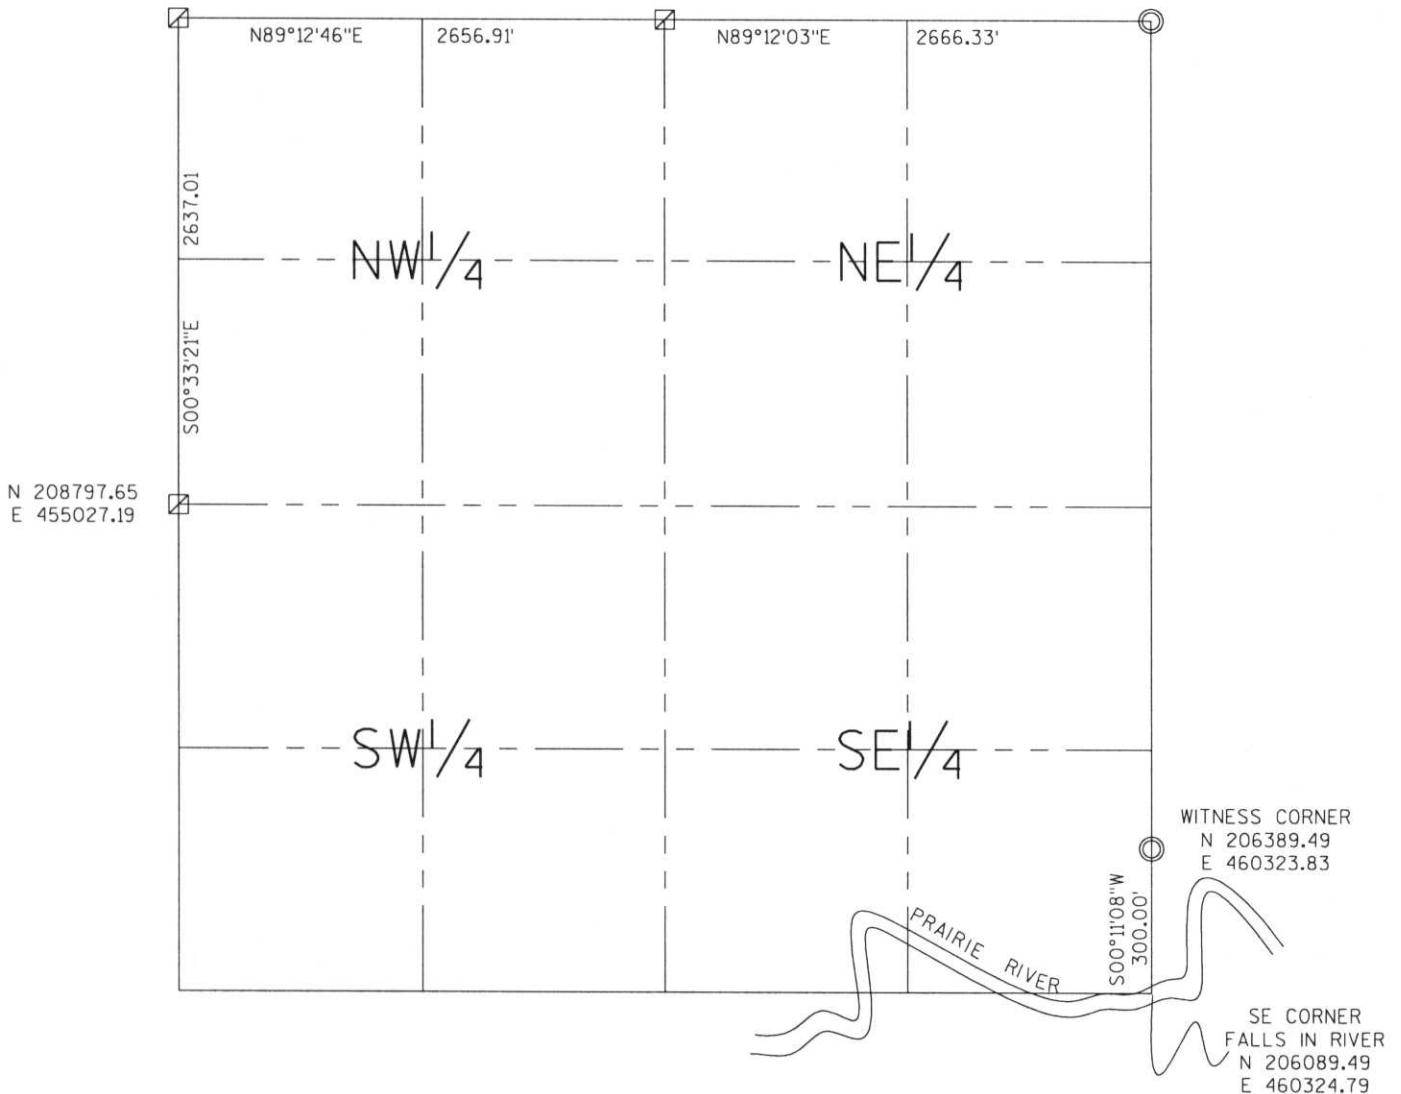 N89°12'46"E 2656.91'
N89°12'03"E 2666.33'
2637.01
S00°33'21"E
NW1/4
NE1/4
N 208797.65
E 455027.19
SW1/4
SE1/4
WITNESS CORNER
N 206389.49
E 460323.83
S00°11'08"W
300.00'
PRAIRIE RIVER
SE CORNER
FALLS IN RIVER
N 206089.49
E 460324.79